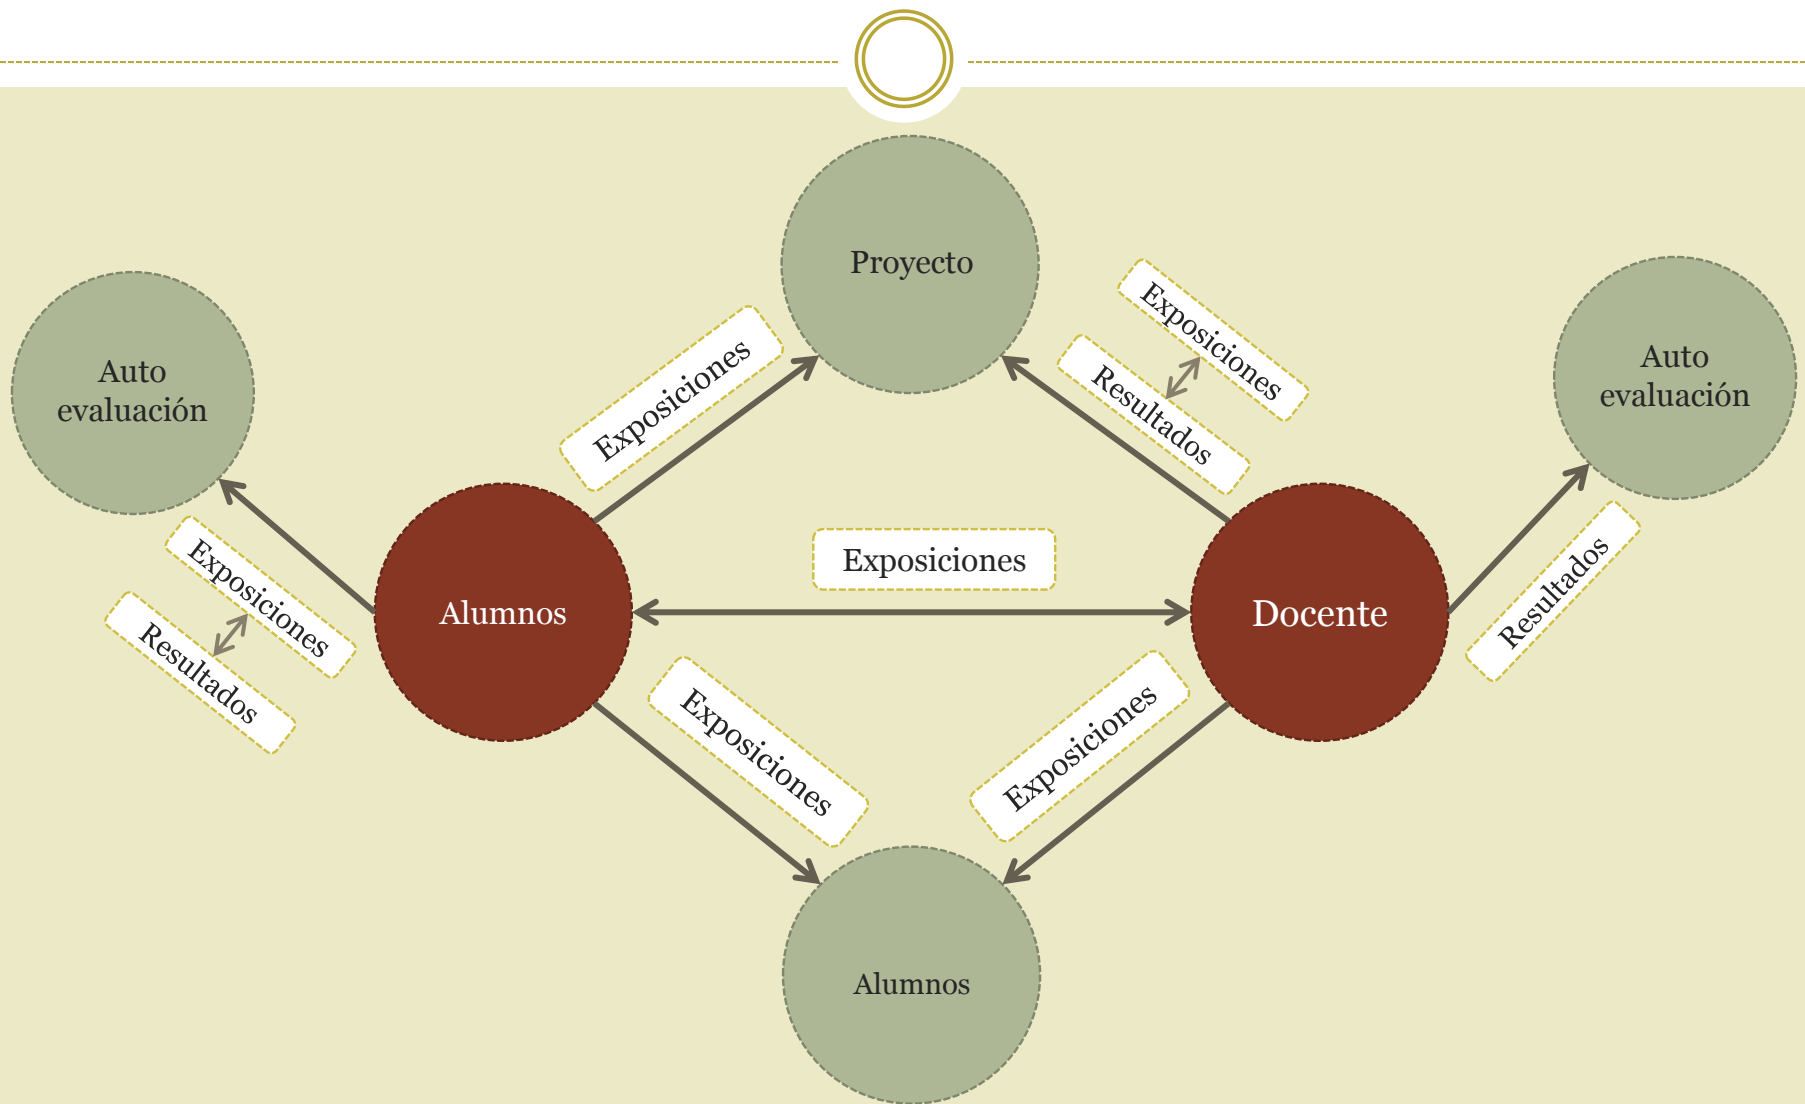 Proyecto
Exposiciones
Exposiciones
Resultados
Auto
evaluación
Auto
evaluación
Exposiciones
Exposiciones
Resultados
Alumnos
Docente
Resultados
Exposiciones
Exposiciones
Alumnos